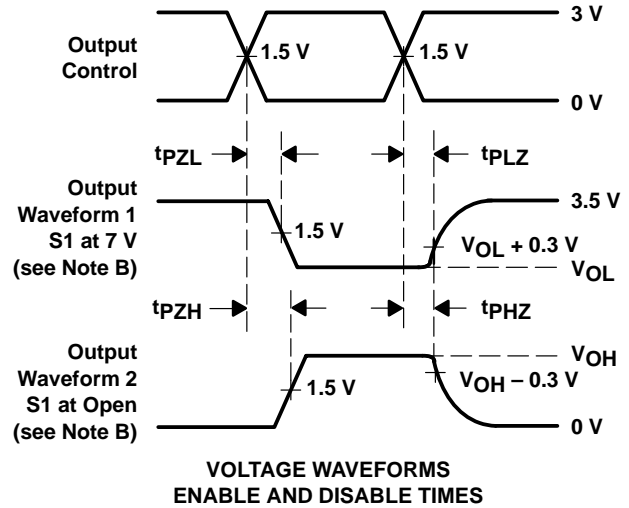 Output
Control
3 V
1.5 V
1.5 V
0 V
tPZL
tPLZ
Output
Waveform 1
S1 at 7 V
(see Note B)
3.5 V
1.5 V
VOL + 0.3 V
VOL
tPZH
tPHZ
Output
Waveform 2
S1 at Open
(see Note B)
VOH
1.5 V
VOH – 0.3 V
0 V
VOLTAGE WAVEFORMS
ENABLE AND DISABLE TIMES